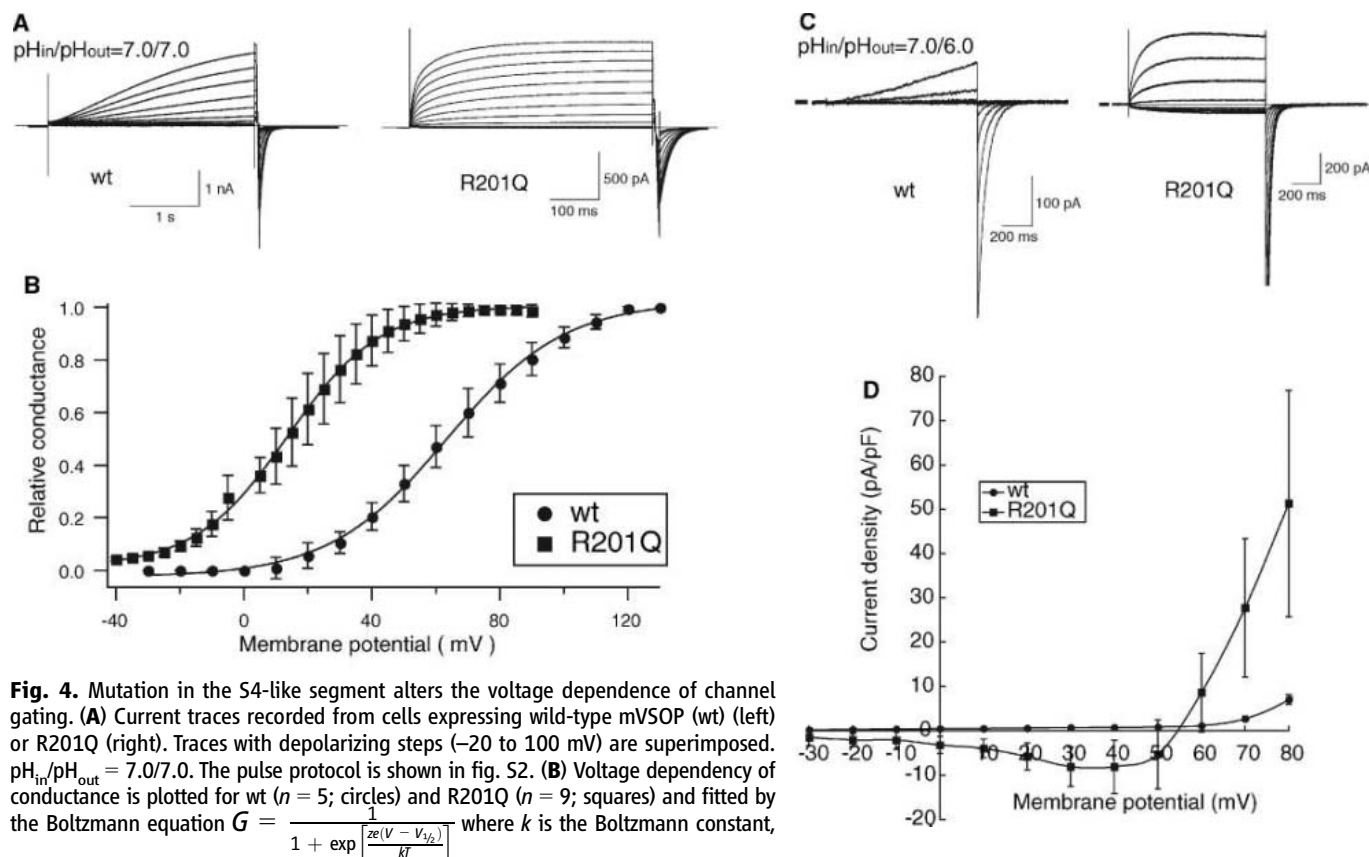 A
pHin/pHout=7.0/7.0
wt
1 nA
1 s
R201Q
500 pA
100 ms
C
pHin/pHout=7.0/6.0
wt
100 pA
200 ms
R201Q
200 pA
200 ms
B
1.0
0.8
0.6
0.4
0.2
0.0
Relative conductance
wt
R201Q
-40
0
40
80
120
Membrane potential ( mV )
D
80
70
60
50
40
30
20
10
0
-10
-20
Current density (pA/pF)
wt
R201Q
-30
-20
-10
0
10
20
30
40
50
60
70
80
Membrane potential (mV)
Fig. 4. Mutation in the S4-like segment alters the voltage dependence of channel
gating. (A) Current traces recorded from cells expressing wild-type mVSOP (wt) (left)
or R201Q (right). Traces with depolarizing steps (–20 to 100 mV) are superimposed.
pHin/pHout = 7.0/7.0. The pulse protocol is shown in fig. S2. (B) Voltage dependency of
conductance is plotted for wt (n = 5; circles) and R201Q (n = 9; squares) and fitted by
the Boltzmann equation G = 1 / (1 + exp[ze(V − V1/2)/kT]) where k is the Boltzmann constant,